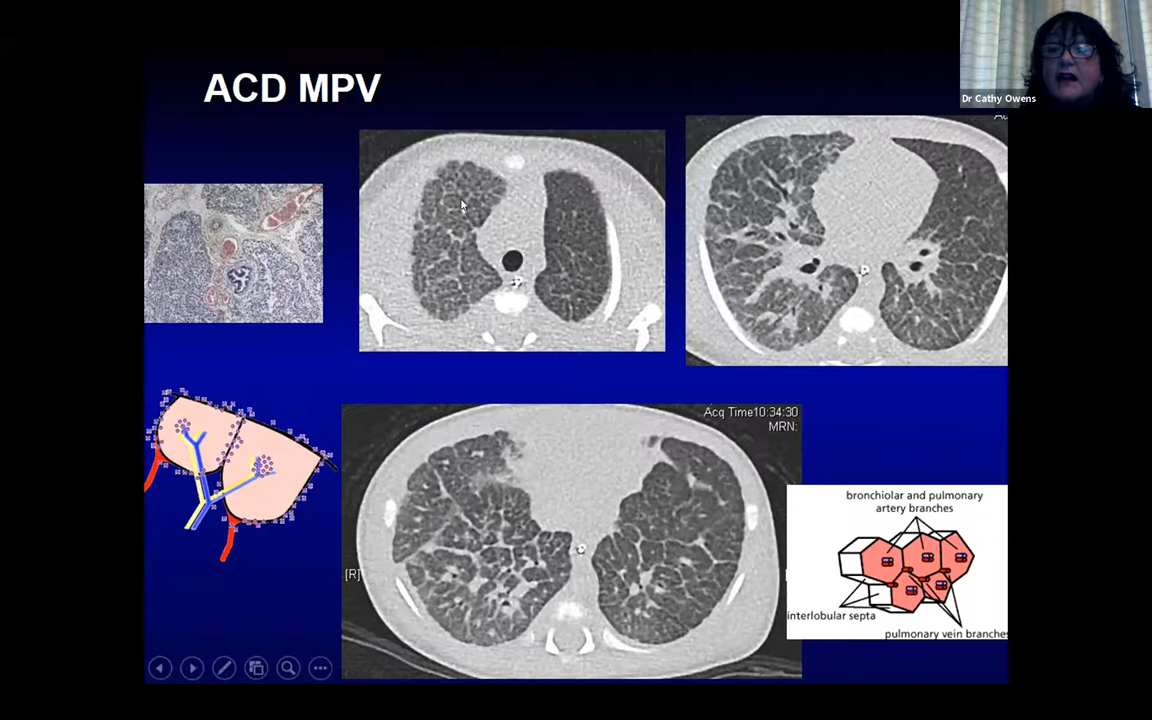 ACD MPV
Dr Cathy Owens
Acq Time10:34:30
MRN:
[R]
bronchiolar and pulmonary
artery branches
interlobular septa
pulmonary vein branches